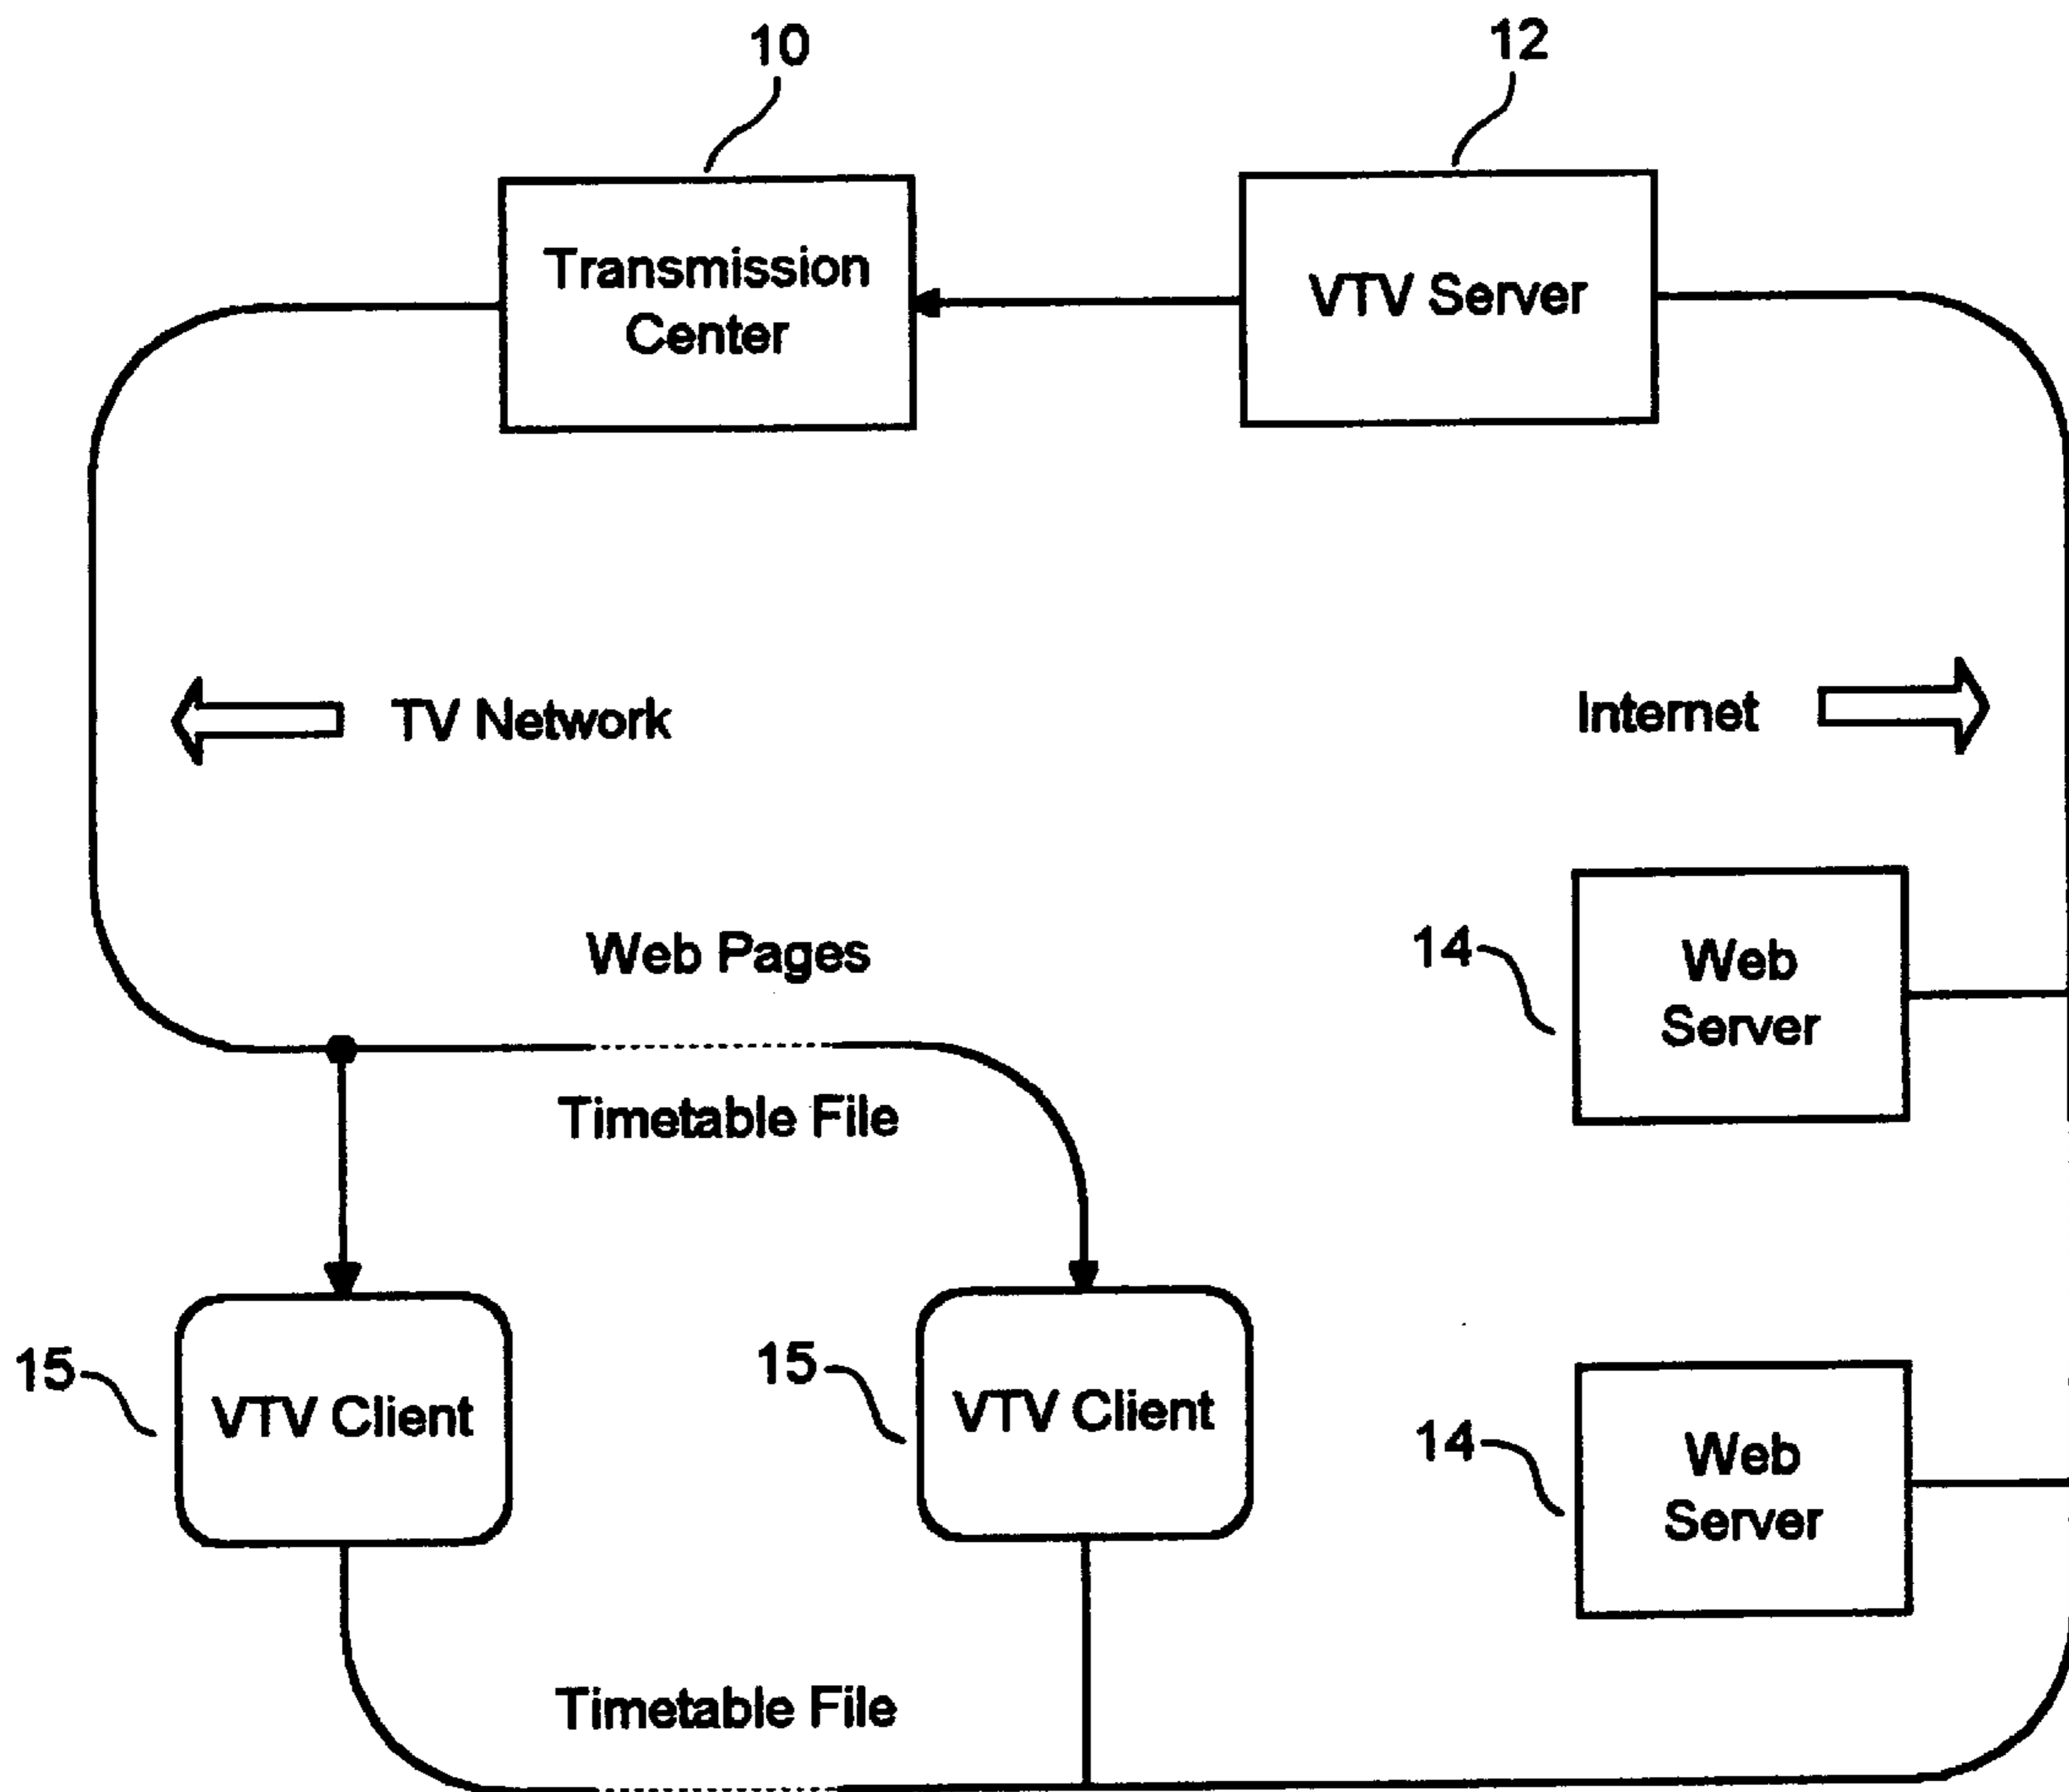 10
12
Transmission
Center
VTV Server
TV Network
Internet
Web Pages
14
Web
Server
Timetable File
15
VTV Client
15
VTV Client
14
Web
Server
Timetable File